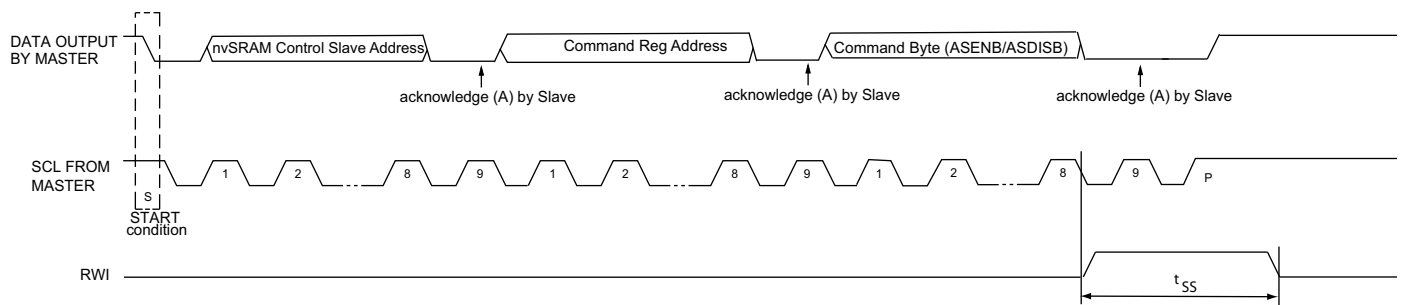 DATA OUTPUT
BY MASTER
nvSRAM Control Slave Address
Command Reg Address
Command Byte (ASENB/ASDISB)
acknowledge (A) by Slave
acknowledge (A) by Slave
acknowledge (A) by Slave
SCL FROM
MASTER
1 2 8 9 1 2 8 9 1 2 8 9 P
S
START
condition
RWI
tSS